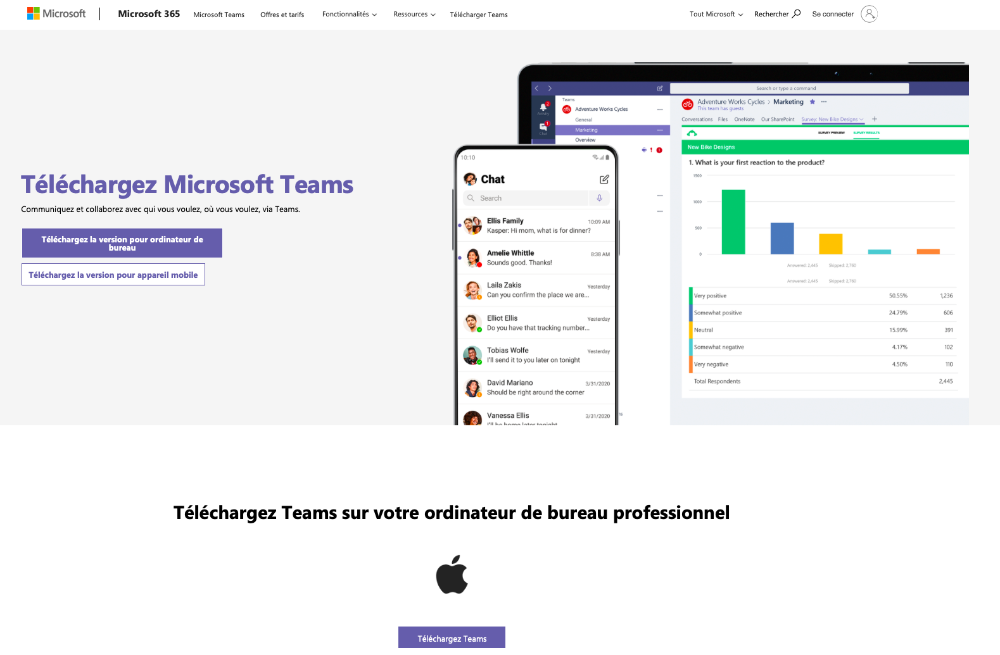 Microsoft
Microsoft 365
Microsoft Teams
Offres et tarifs
Fonctionnalités
Ressources
Télécharger Teams
Tout Microsoft
Rechercher
Se connecter
Téléchargez Microsoft Teams
Communiquez et collaborez avec qui vous voulez, où vous voulez, via Teams.
Téléchargez la version pour ordinateur de
bureau
Téléchargez la version pour appareil mobile
Search or type a command
Activity
2
Chat
1
Teams
Adventure Works Cycles
General
Marketing
Overview
Adventure Works Cycles > Marketing
This team has guests
Conversations Files OneNote Our SharePoint Survey: New Bike Designs
SURVEY PREVIEW SURVEY RESULTS
New Bike Designs
1. What is your first reaction to the product?
1500
1000
500
0
Answered: 2,445 Skipped: 2,760
Answered: 2,445 Skipped: 2,760
Very positive 50.55% 1,236
Somewhat positive 24.79% 606
Neutral 15.99% 391
Somewhat negative 4.17% 102
Very negative 4.50% 110
Total Respondents 2,445
10:10
Chat
Search
Ellis Family 10:09 AM
Kasper: Hi mom, what is for dinner?
Amelie Whittle 8:38 AM
Sounds good. Thanks!
Laila Zakis Yesterday
Can you confirm the place we are...
Elliot Ellis Yesterday
Do you have that tracking number...
Tobias Wolfe Yesterday
I'll send it to you later on tonight
David Mariano 3/31/2020
Should be right around the corner
Vanessa Ellis 3/31/2020
I'll be home later tonight
Téléchargez Teams sur votre ordinateur de bureau professionnel
Téléchargez Teams